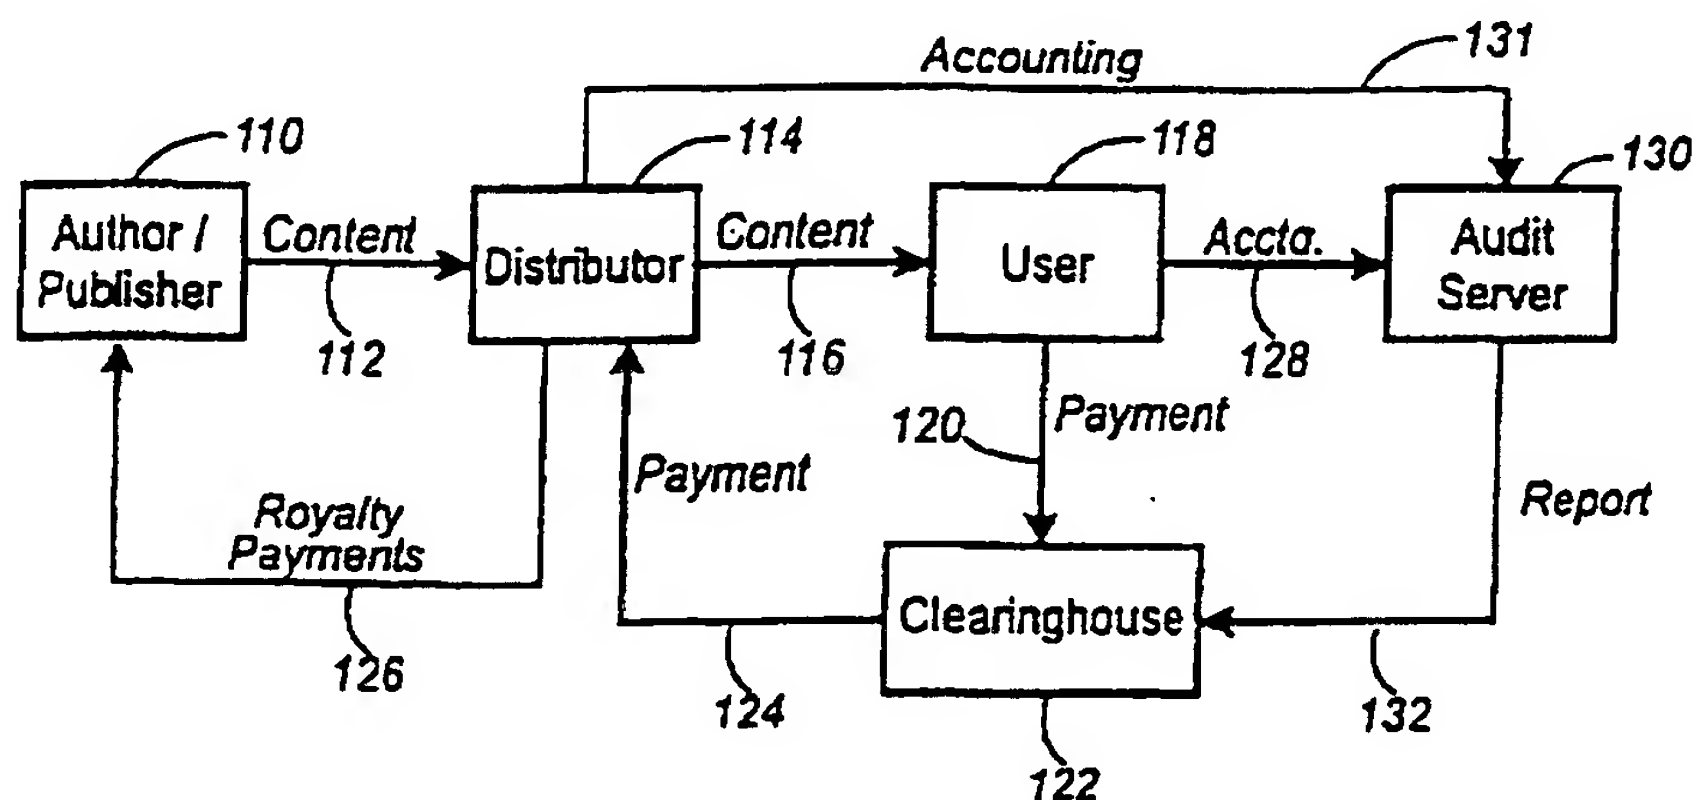 Accounting
131
110
114
118
130
Author /
Publisher
Content
Distributor
Content
User
Acctg.
Audit
Server
112
116
128
120
Payment
Payment
Report
Royalty
Payments
Clearinghouse
126
124
132
122